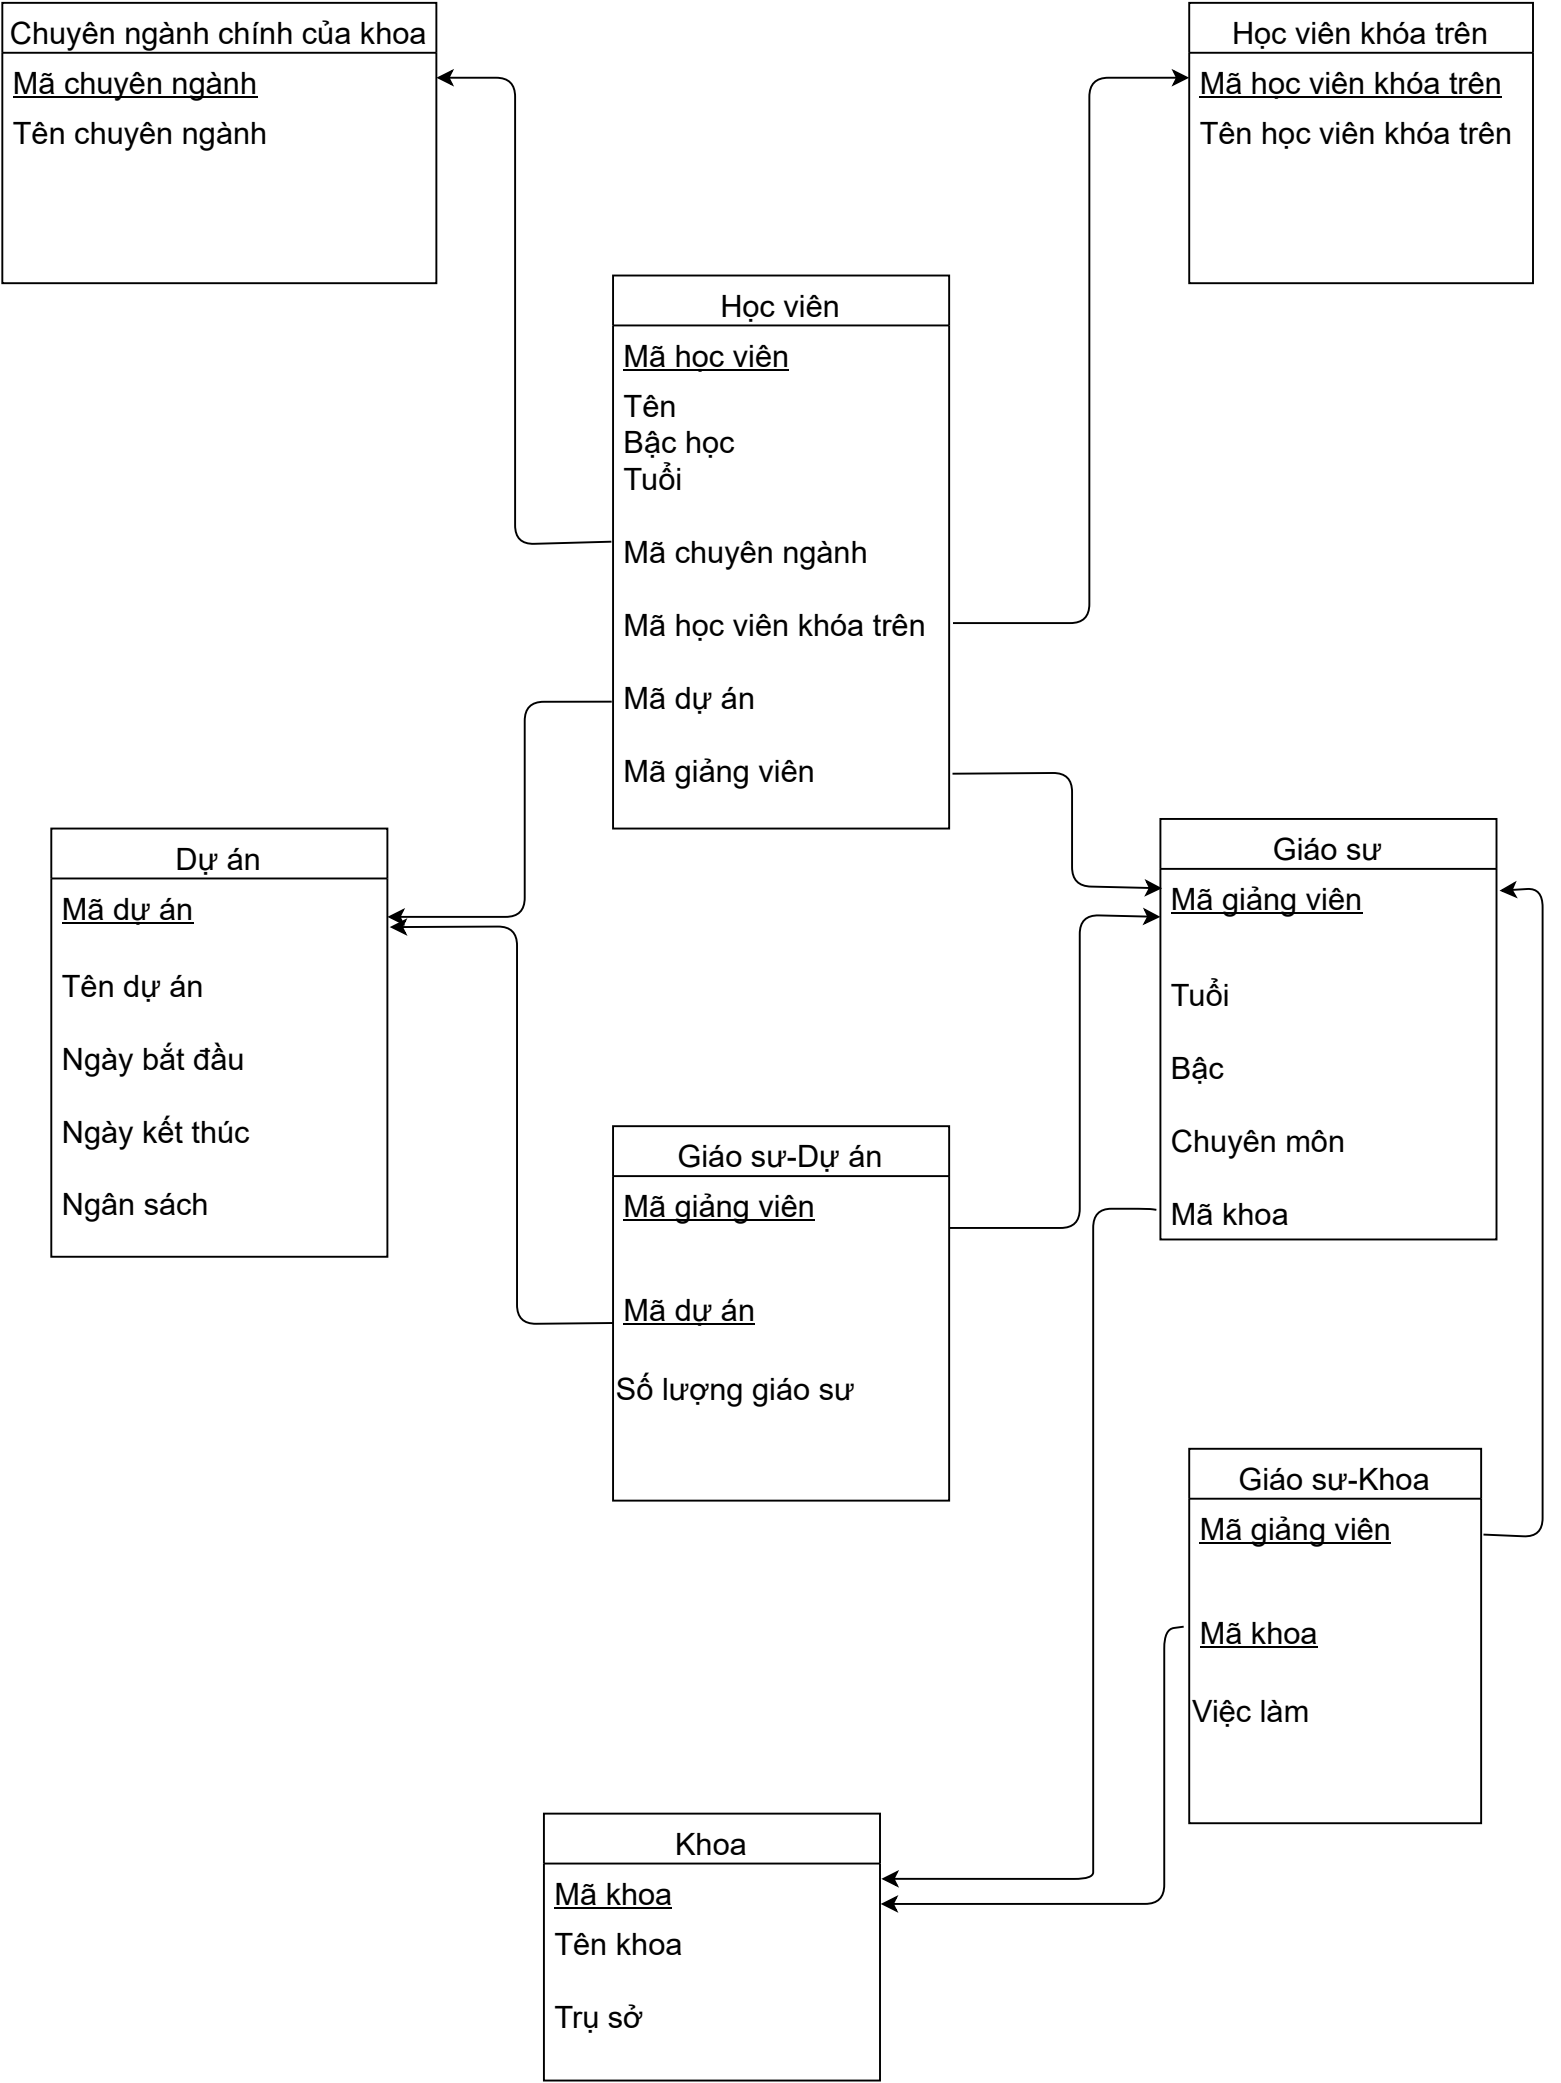 Chuyên ngành chính của khoa
Mã chuyên ngành
Tên chuyên ngành
Học viên khóa trên
Mã học viên khóa trên
Tên học viên khóa trên
Học viên
Mã học viên
Tên
Bậc học
Tuổi
Mã chuyên ngành
Mã học viên khóa trên
Mã dự án
Mã giảng viên
Dự án
Mã dự án
Tên dự án
Ngày bắt đầu
Ngày kết thúc
Ngân sách
Giáo sư
Mã giảng viên
Tuổi
Bậc
Chuyên môn
Mã khoa
Giáo sư-Dự án
Mã giảng viên
Mã dự án
Số lượng giáo sư
Giáo sư-Khoa
Mã giảng viên
Mã khoa
Việc làm
Khoa
Mã khoa
Tên khoa
Trụ sở